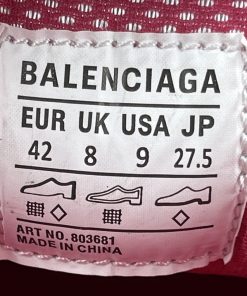 BALENCIAGA
EUR UK USA JP
42 8 9 27.5
ART NO. 803681
MADE IN CHINA